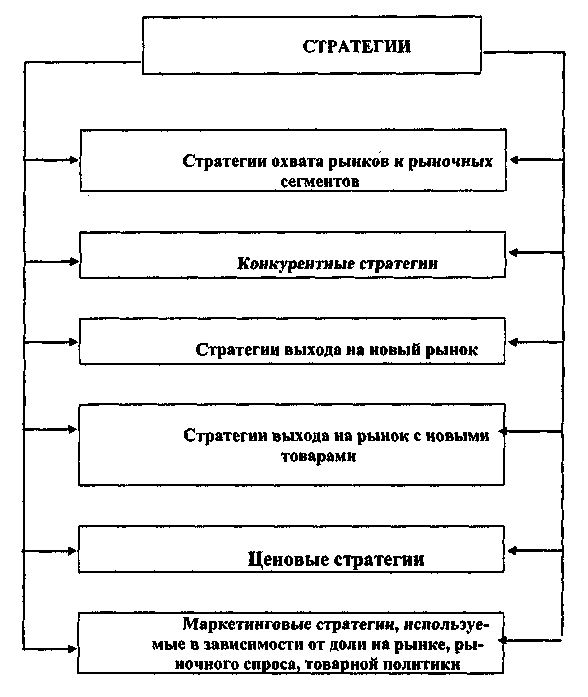 СТРАТЕГИИ
Стратегии охвата рынков и рыночных
сегментов
Конкурентные стратегии
Стратегии выхода на новый рынок
Стратегии выхода на рынок с новыми
товарами
Ценовые стратегии
Маркетинговые стратегии, используе-
мые в зависимости от доли на рынке, ры-
ночного спроса, товарной политики